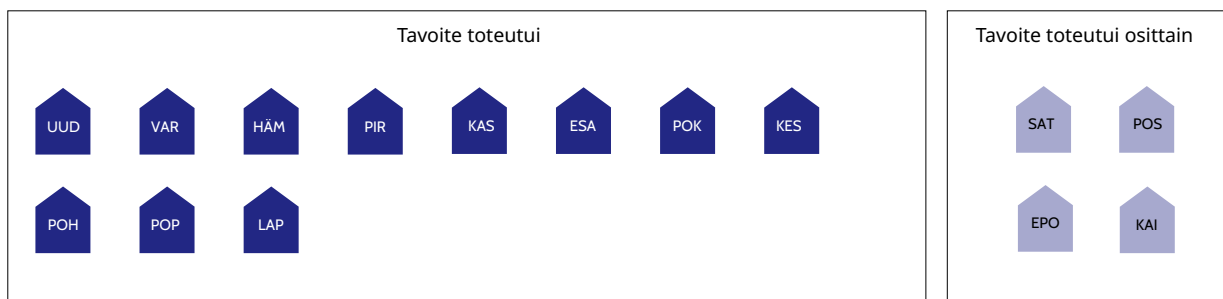 Tavoite toteutui
UUD VAR HÄM PIR KAS ESA POK KES
POH POP LAP
Tavoite toteutui osittain
SAT POS
EPO KAI